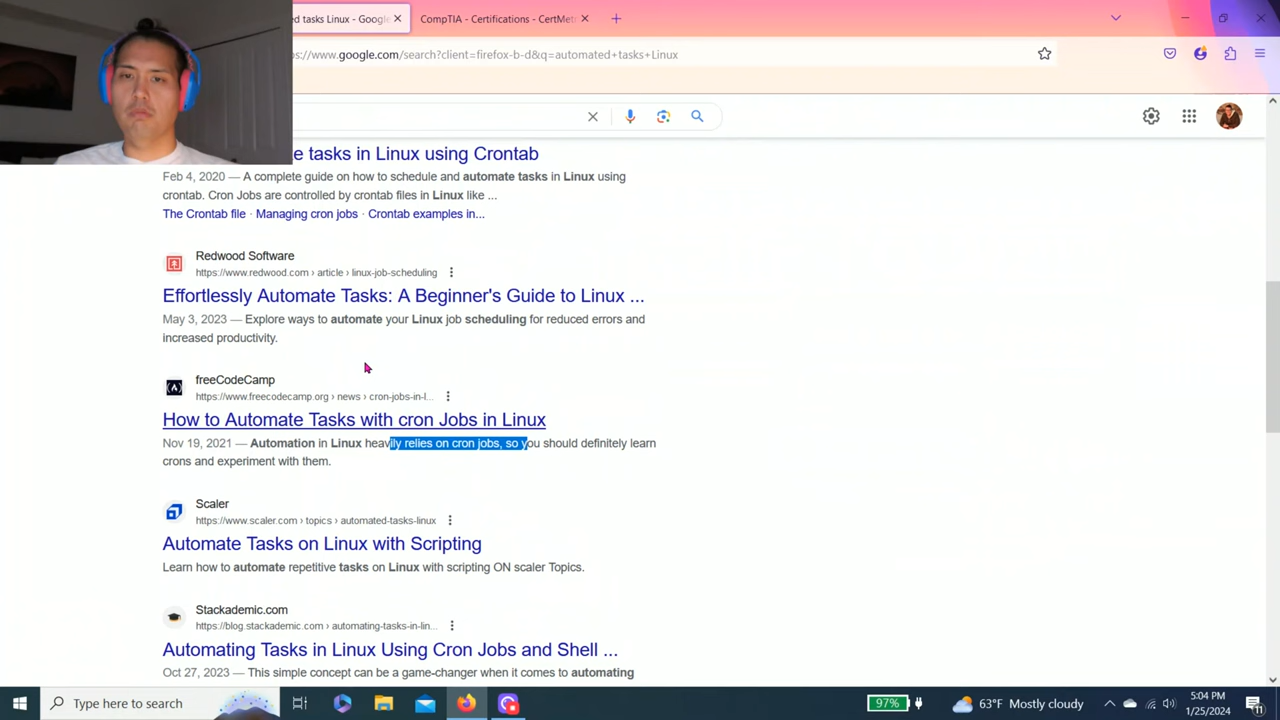 ed tasks Linux - Google
CompTIA - Certifications - CertMet
s://www.google.com/search?client=firefox-b-d&q=automated+tasks+Linux
e tasks in Linux using Crontab
Feb 4, 2020 — A complete guide on how to schedule and automate tasks in Linux using
crontab. Cron Jobs are controlled by crontab files in Linux like ...
The Crontab file · Managing cron jobs · Crontab examples in...
Redwood Software
https://www.redwood.com › article › linux-job-scheduling
Effortlessly Automate Tasks: A Beginner's Guide to Linux ...
May 3, 2023 — Explore ways to automate your Linux job scheduling for reduced errors and
increased productivity.
freeCodeCamp
https://www.freecodecamp.org › news › cron-jobs-in-l...
How to Automate Tasks with cron Jobs in Linux
Nov 19, 2021 — Automation in Linux heavily relies on cron jobs, so you should definitely learn
crons and experiment with them.
Scaler
https://www.scaler.com › topics › automated-tasks-linux
Automate Tasks on Linux with Scripting
Learn how to automate repetitive tasks on Linux with scripting ON scaler Topics.
Stackademic.com
https://blog.stackademic.com › automating-tasks-in-lin...
Automating Tasks in Linux Using Cron Jobs and Shell ...
Oct 27, 2023 — This simple concept can be a game-changer when it comes to automating
Type here to search
97%
63°F Mostly cloudy
5:04 PM
1/25/2024
11